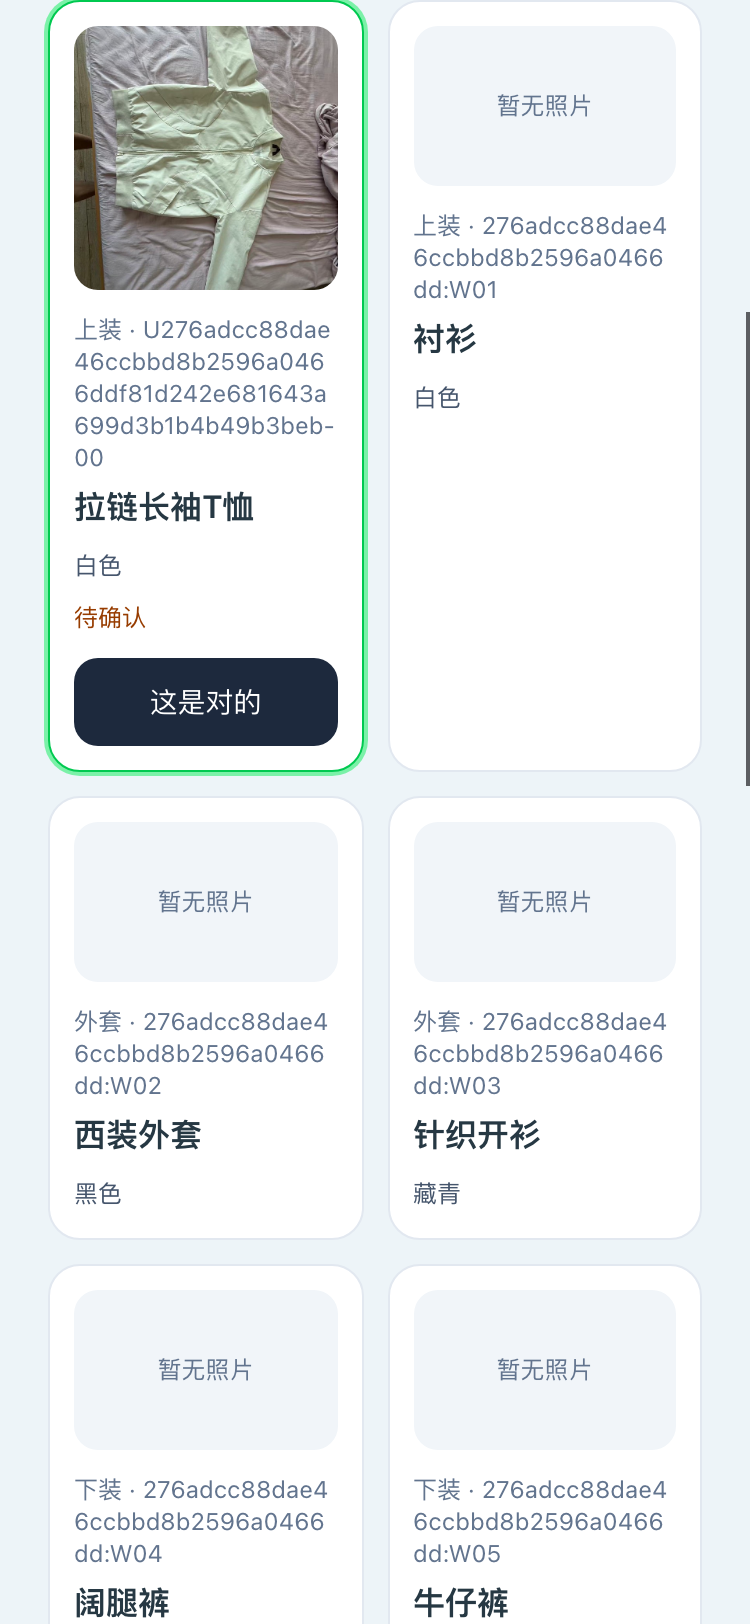 上装 · U276adcc88dae
46ccbbd8b2596a046
6ddf81d242e681643a
699d3b1b4b49b3beb-
00
拉链长袖T恤
白色
待确认
这是对的
暂无照片
上装 · 276adcc88dae4
6ccbbd8b2596a0466
dd:W01
衬衫
白色
暂无照片
外套 · 276adcc88dae4
6ccbbd8b2596a0466
dd:W02
西装外套
黑色
暂无照片
外套 · 276adcc88dae4
6ccbbd8b2596a0466
dd:W03
针织开衫
藏青
暂无照片
下装 · 276adcc88dae4
6ccbbd8b2596a0466
dd:W04
阔腿裤
暂无照片
下装 · 276adcc88dae4
6ccbbd8b2596a0466
dd:W05
牛仔裤